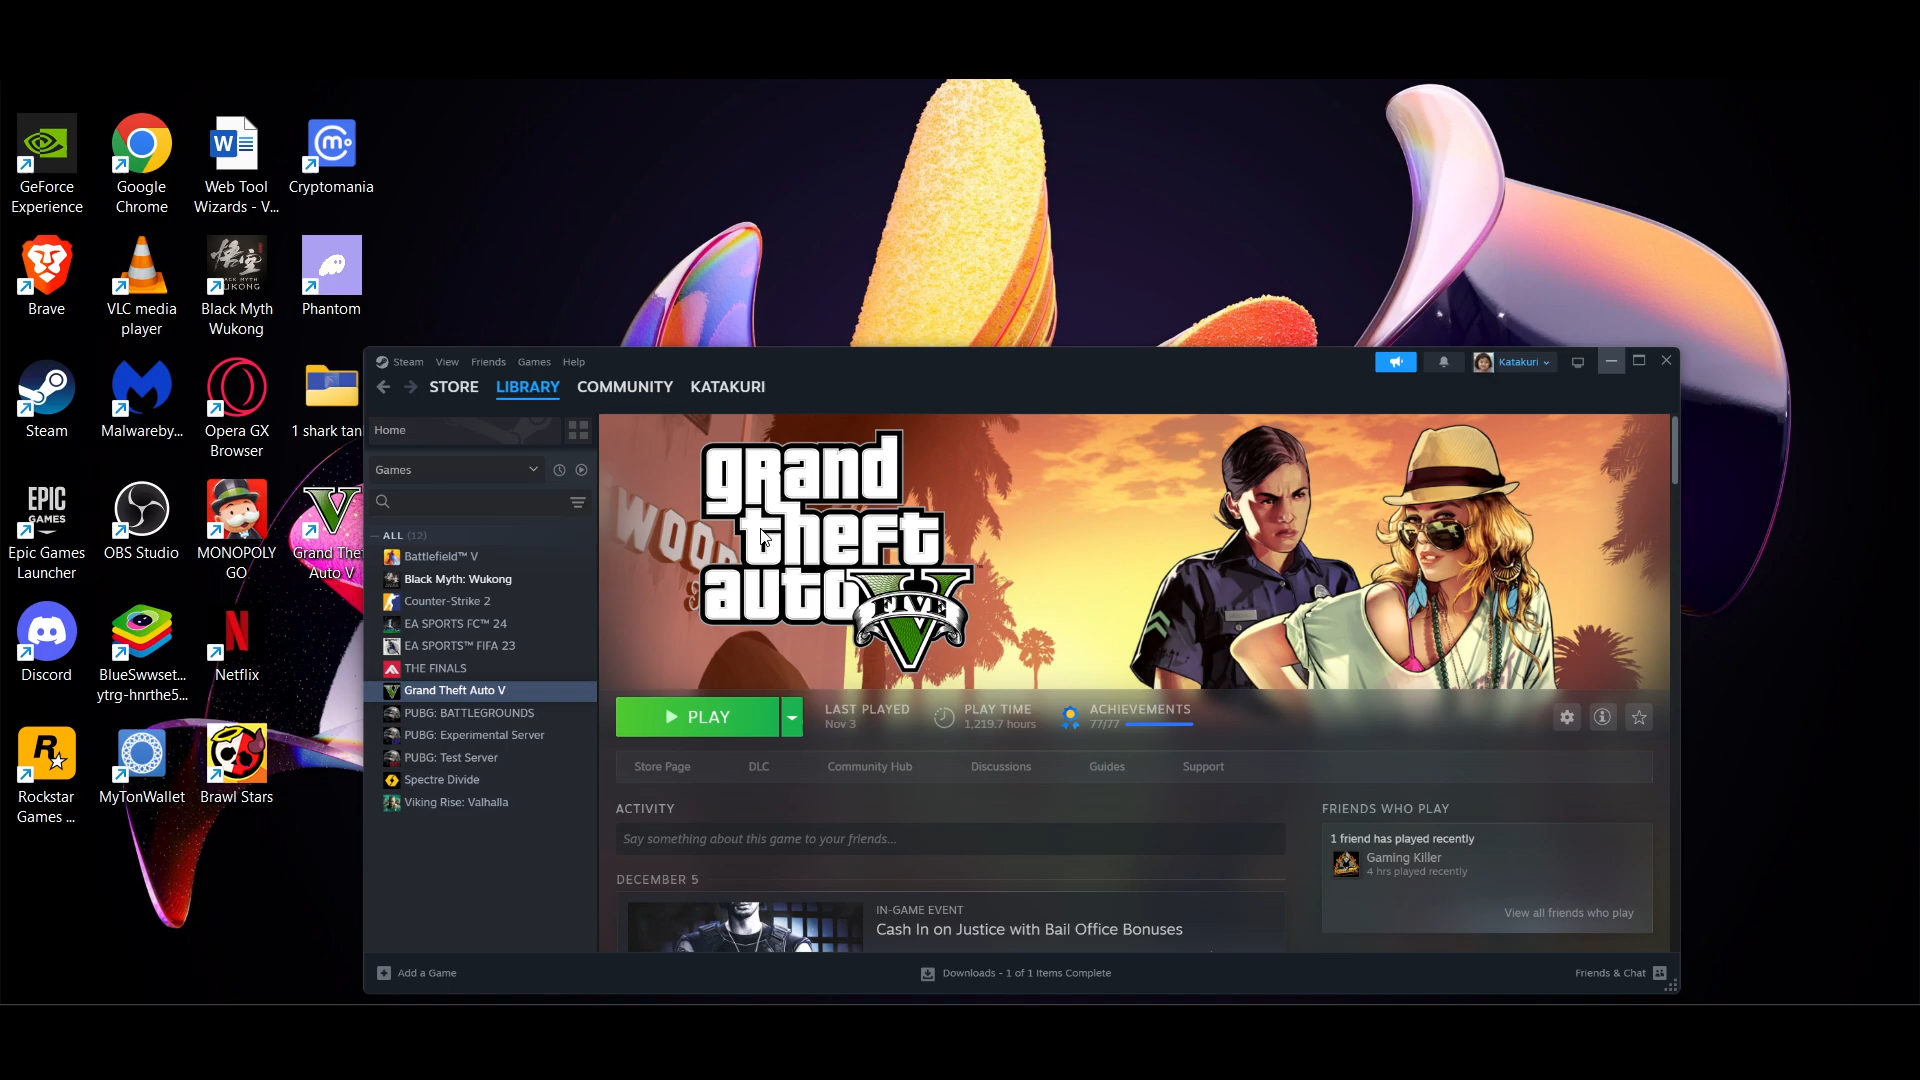 GeForce
Experience
Google
Chrome
Web Tool
Wizards - V...
Cryptomania
Brave
VLC media
player
Black Myth
Wukong
Phantom
Steam
Malwareby...
Opera GX
Browser
1 shark tan
EPIC
GAMES
Epic Games
Launcher
OBS Studio
MONOPOLY
GO
Grand The
Auto V
Discord
BlueSwwset...
ytrg-hnrthe5...
Netflix
Rockstar
Games ...
MyTonWallet
Brawl Stars
Steam View Friends Games Help
Katakuri
STORE LIBRARY COMMUNITY KATAKURI
Home
Games
ALL (12)
Battlefield™ V
Black Myth: Wukong
Counter-Strike 2
EA SPORTS FC™ 24
EA SPORTS™ FIFA 23
THE FINALS
Grand Theft Auto V
PUBG: BATTLEGROUNDS
PUBG: Experimental Server
PUBG: Test Server
Spectre Divide
Viking Rise: Valhalla
grand
theft
auto
FIVE
PLAY
LAST PLAYED
Nov 3
PLAY TIME
1,219.7 hours
ACHIEVEMENTS
77/77
Store Page DLC Community Hub Discussions Guides Support
ACTIVITY
Say something about this game to your friends...
DECEMBER 5
IN-GAME EVENT
Cash In on Justice with Bail Office Bonuses
FRIENDS WHO PLAY
1 friend has played recently
Gaming Killer
4 hrs played recently
View all friends who play
Add a Game
Downloads - 1 of 1 Items Complete
Friends & Chat